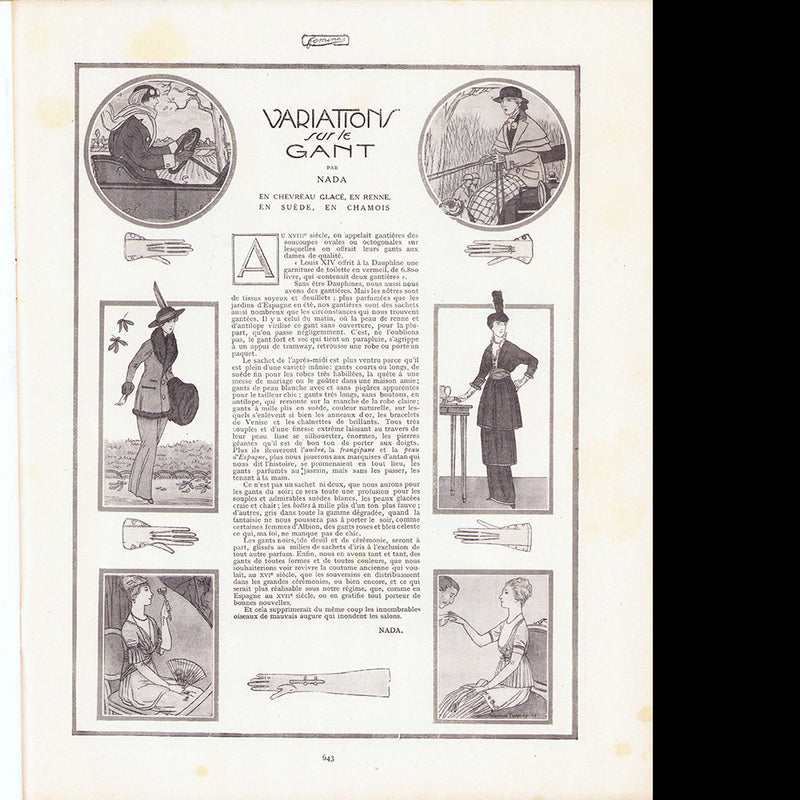 femina
VARIATIONS
sur le
GANT
PAR
NADA
EN CHEVREAU GLACÉ, EN RENNE,
EN SUÈDE, EN CHAMOIS
AU XVIIIe siècle, on appelait gantières des
soucoupes ovales ou octogonales sur
lesquelles on offrait leurs gants aux
dames de qualité.
« Louis XIV offrit à la Dauphine une
garniture de toilette en vermeil, de 6.800
livre, qui contenait deux gantières ».
Sans être Dauphines, nous aussi nous
avons des gantières. Mais les nôtres sont
de tissus soyeux et douillets ; plus parfumées que les
jardins d'Espagne en été, nos gantières sont des sachets
aussi nombreux que les circonstances qui nous trouvent
gantées. Il y a celui du matin, où la peau de renne et
d'antilope virilise ce gant sans ouverture, pour la plu-
part, qu'on passe négligemment. C'est, ne l'oublions
pas, le gant fort et sec qui tient un parapluie, s'agrippe
à un appui de tramway, retrousse une robe ou porte un
paquet.
Le sachet de l'après-midi est plus ventru parce qu'il
est plein d'une variété infinie: gants courts ou longs, de
suède fin pour les robes très habillées, la quête à une
messe de mariage ou le goûter dans une maison amie;
gants de peau blanche avec et sans piqûres apparentes
pour le tailleur chic; gants très longs, sans boutons, en
antilope, qui remonte sur la manche de la robe claire;
gants à mille plis en suède, couleur naturelle, sur les-
quels s'enlèvent si bien les anneaux d'or, les bracelets
de Venise et les chaînettes de brillants. Tous très
souples et d'une finesse extrême laissant au travers de
leur peau lisse se silhouetter, énormes, les pierres
géantes qu'il est de bon ton de porter aux doigts.
Plus ils fleureront l'ambre, la frangipane et la peau
d'Espagne, plus nous jouerons aux marquises d'antan qui
nous dit l'histoire, se promenaient en tout lieu, les
gants parfumés au jasmin, mais sans les passer, les
tenant à la main.
Ce n'est pas un sachet ni deux, que nous aurons pour
les gants du soir; ce sera toute une profusion pour les
souples et admirables suèdes blancs, les peaux glacées
craie et chair; les bottes à mille plis d'un ton plus fauve;
d'autres, gris dans toute la gamme dégradée, quand la
fantaisie ne nous poussera pas à porter le soir, comme
certaines femmes d'Albion, des gants roses et bleu celeste
ce qui, ma foi, ne manque pas de chic.
Les gants noirs, de deuil et de cérémonie, seront à
part, glissés au milieu de sachets d'iris à l'exclusion de
tout autre parfum. Enfin, nous en avons tant et tant, des
gants de toutes formes et de toutes couleurs, que nous
souhaiterions voir revivre la coutume ancienne qui vou-
lait, au XVIe siècle, que les souverains en distribuassent
dans les grandes cérémonies, ou bien encore, et ce qui
serait plus réalisable sous notre régime, que, comme en
Espagne au XVIIe siècle, on en gratifie tout porteur de
bonnes nouvelles.
Et cela supprimerait du même coup les innombrables
oiseaux de mauvais augure qui inondent les salons.
NADA.
643